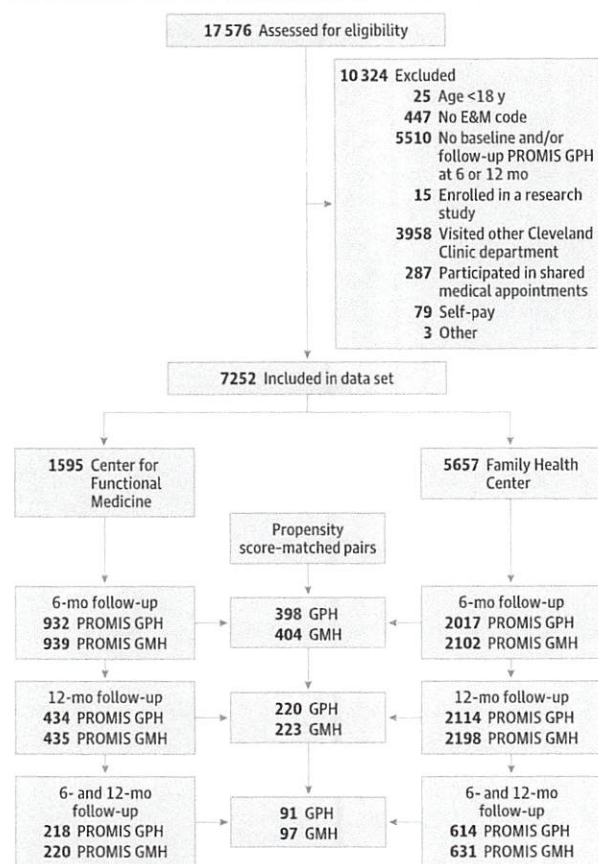 17 576 Assessed for eligibility
10 324 Excluded
25 Age <18 y
447 No E&M code
5510 No baseline and/or
follow-up PROMIS GPH
at 6 or 12 mo
15 Enrolled in a research
study
3958 Visited other Cleveland
Clinic department
287 Participated in shared
medical appointments
79 Self-pay
3 Other
7252 Included in data set
1595 Center for
Functional
Medicine
5657 Family Health
Center
Propensity
score–matched pairs
6-mo follow-up
932 PROMIS GPH
939 PROMIS GMH
398 GPH
404 GMH
6-mo follow-up
2017 PROMIS GPH
2102 PROMIS GMH
12-mo follow-up
434 PROMIS GPH
435 PROMIS GMH
220 GPH
223 GMH
12-mo follow-up
2114 PROMIS GPH
2198 PROMIS GMH
6- and 12-mo
follow-up
218 PROMIS GPH
220 PROMIS GMH
91 GPH
97 GMH
6- and 12-mo
follow-up
614 PROMIS GPH
631 PROMIS GMH